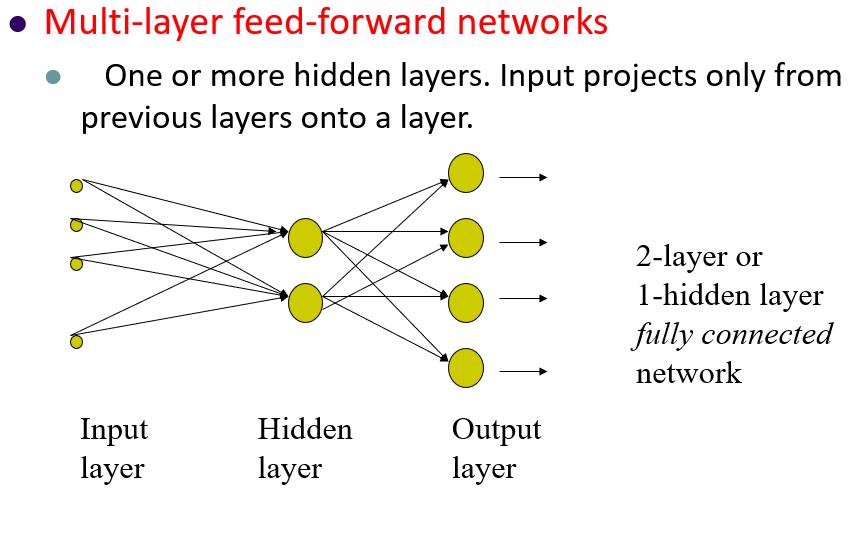 Multi-layer feed-forward networks
One or more hidden layers. Input projects only from
previous layers onto a layer.
2-layer or
1-hidden layer
fully connected
network
Input
layer
Hidden
layer
Output
layer